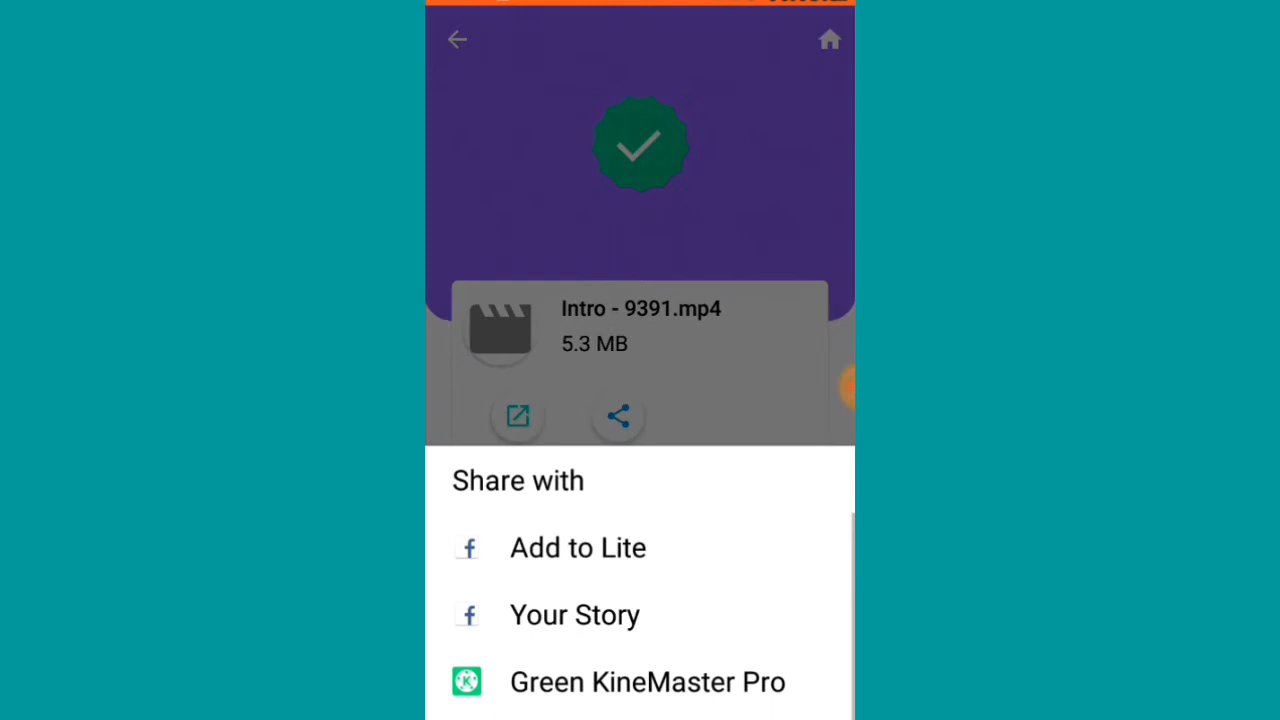 Intro - 9391.mp4
5.3 MB
Share with
Add to Lite
Your Story
Green KineMaster Pro